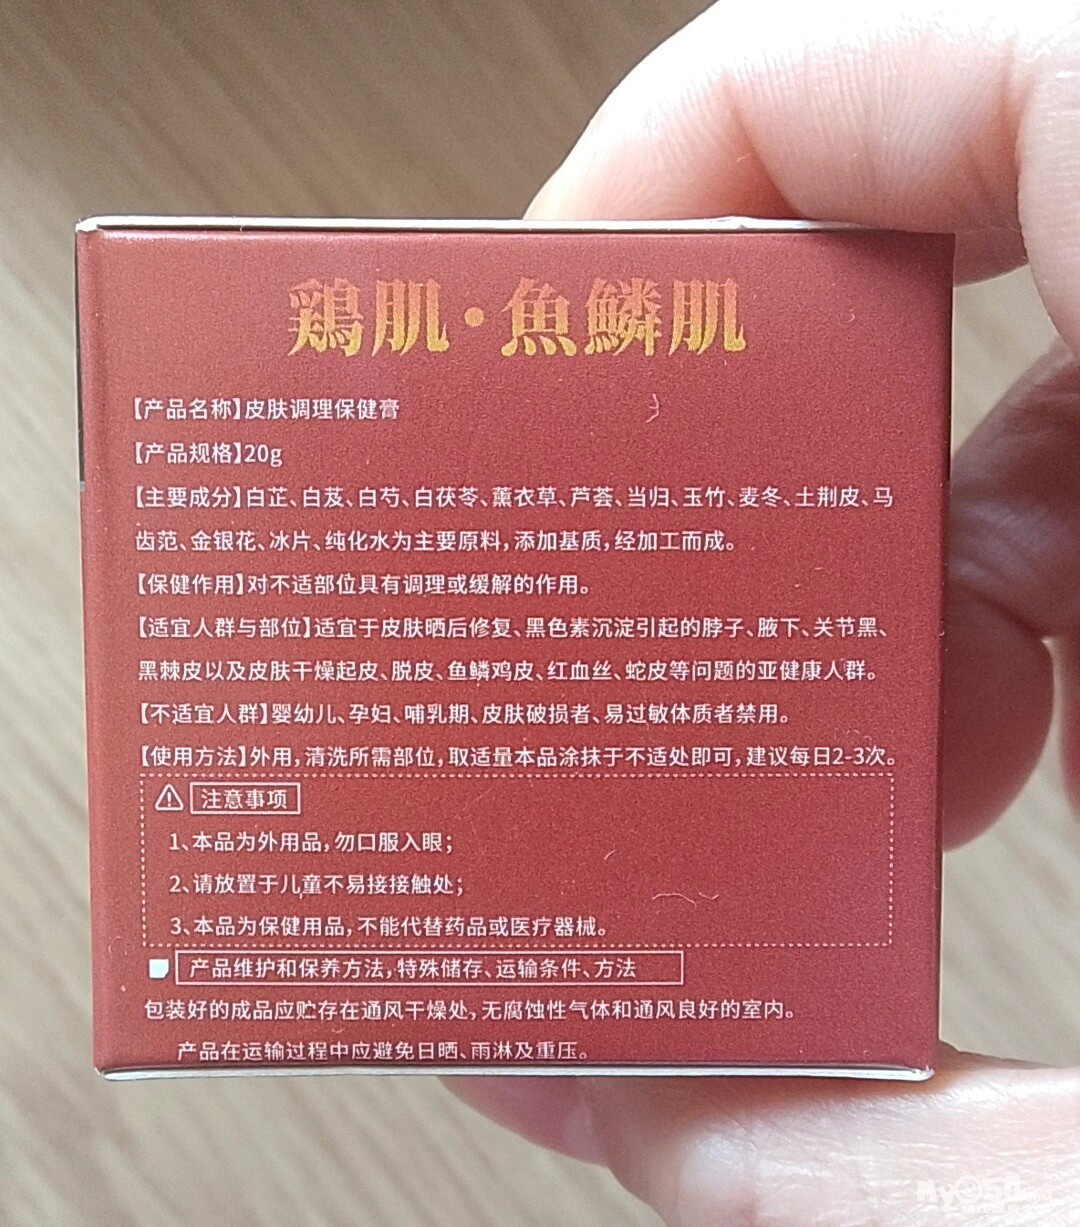 鶏肌·魚鱗肌
【产品名称】皮肤调理保健膏
【产品规格】20g
【主要成分】白芷、白芨、白芍、白茯苓、薰衣草、芦荟、当归、玉竹、麦冬、土荆皮、马
齿范、金银花、冰片、纯化水为主要原料,添加基质,经加工而成。
【保健作用】对不适部位具有调理或缓解的作用。
【适宜人群与部位】适宜于皮肤晒后修复、黑色素沉淀引起的脖子、腋下、关节黑、
黑棘皮以及皮肤干燥起皮、脱皮、鱼鳞鸡皮、红血丝、蛇皮等问题的亚健康人群。
【不适宜人群】婴幼儿、孕妇、哺乳期、皮肤破损者、易过敏体质者禁用。
【使用方法】外用,清洗所需部位,取适量本品涂抹于不适处即可,建议每日2-3次。
注意事项
1、本品为外用品,勿口服入眼;
2、请放置于儿童不易接接触处;
3、本品为保健用品,不能代替药品或医疗器械。
产品维护和保养方法,特殊储存、运输条件、方法
包装好的成品应贮存在通风干燥处,无腐蚀性气体和通风良好的室内。
产品在运输过程中应避免日晒、雨淋及重压。